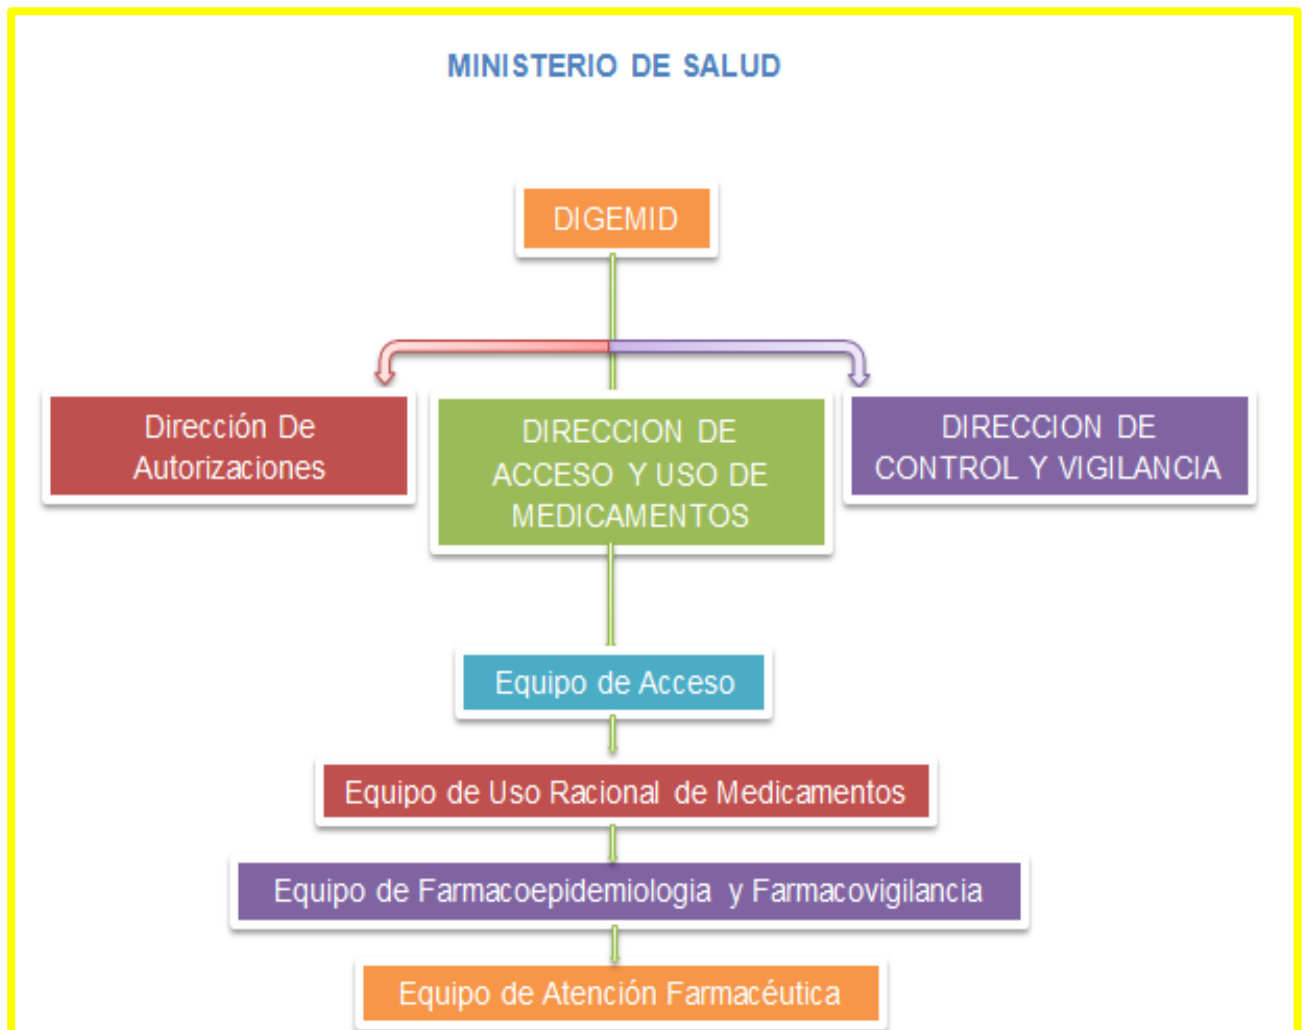 MINISTERIO DE SALUD
DIGEMID
Dirección De
Autorizaciones
DIRECCION DE
ACCESO Y USO DE
MEDICAMENTOS
DIRECCION DE
CONTROL Y VIGILANCIA
Equipo de Acceso
Equipo de Uso Racional de Medicamentos
Equipo de Farmacoepidemiologia y Farmacovigilancia
Equipo de Atención Farmacéutica